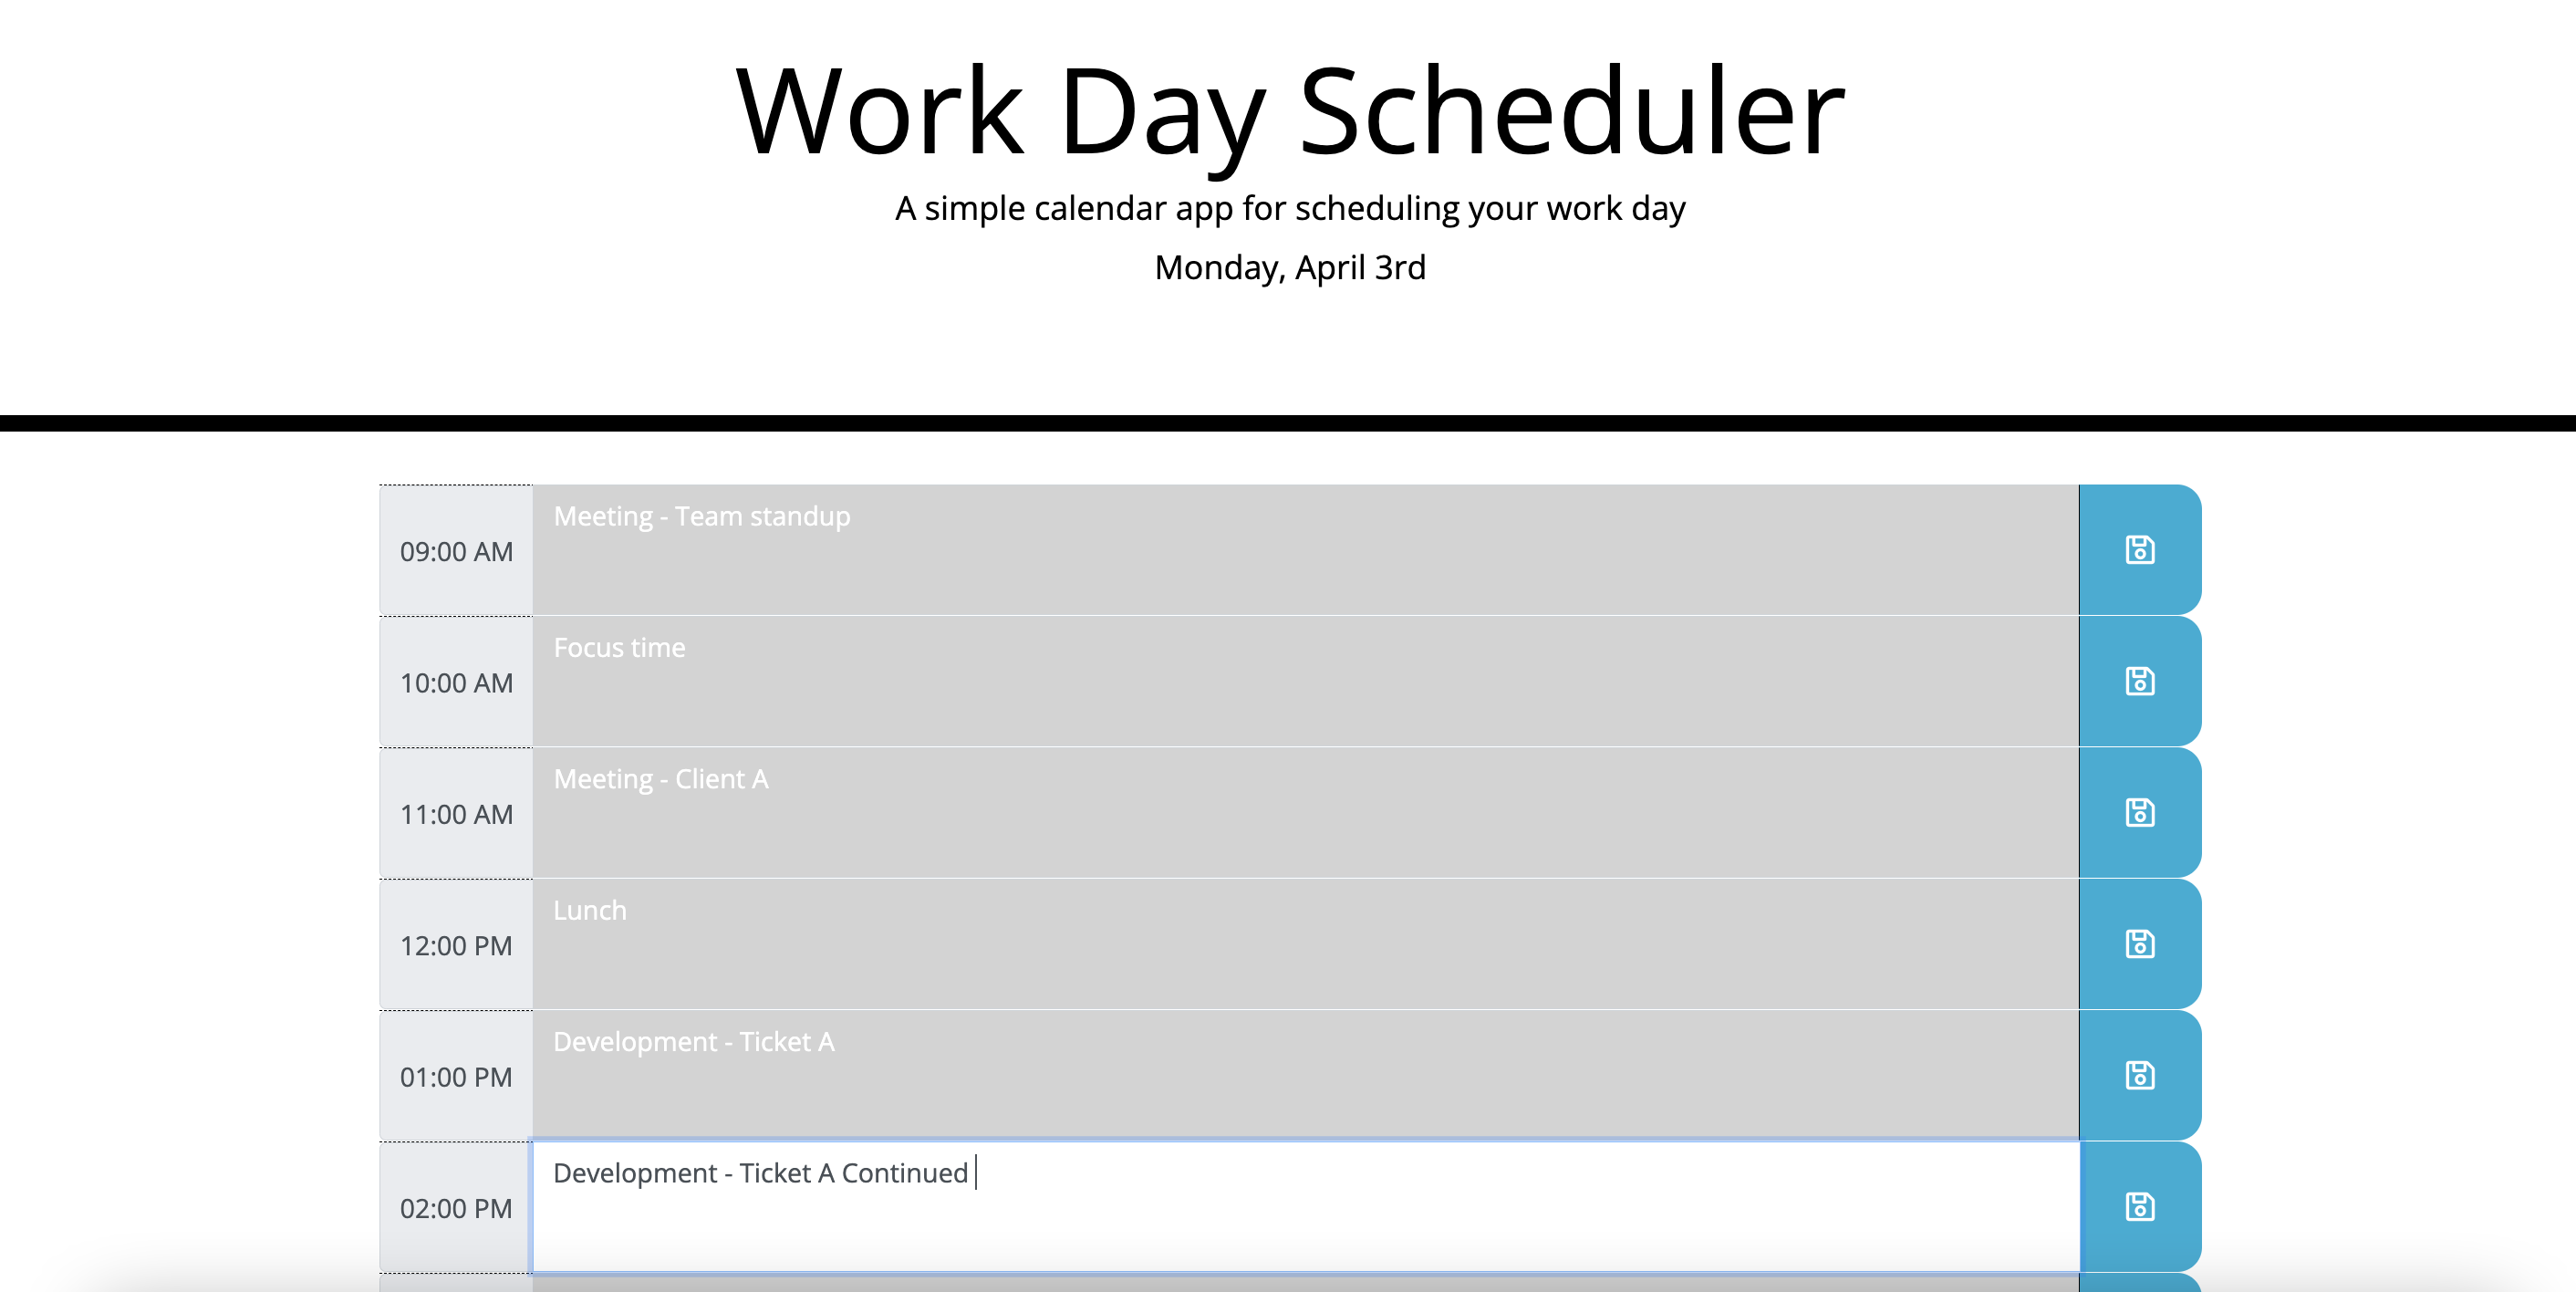 Work Day Scheduler
A simple calendar app for scheduling your work day
Monday, April 3rd
09:00 AM
Meeting - Team standup
10:00 AM
Focus time
11:00 AM
Meeting - Client A
12:00 PM
Lunch
01:00 PM
Development - Ticket A
02:00 PM
Development - Ticket A Continued